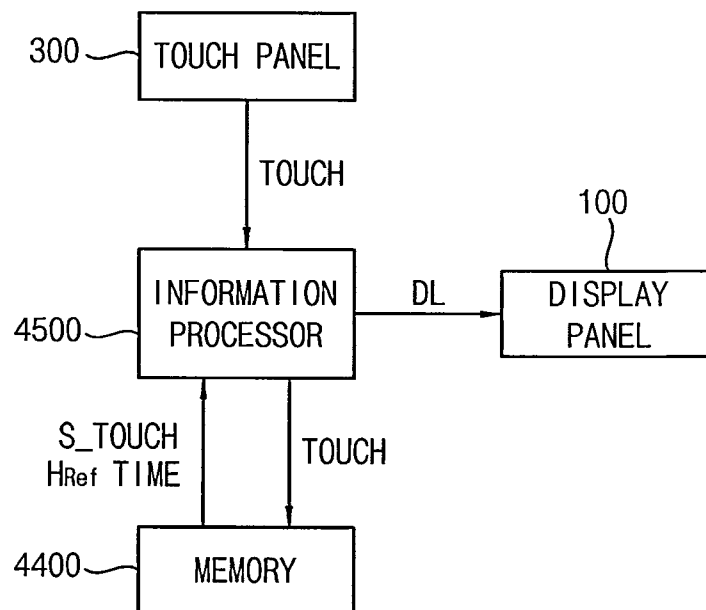 300
TOUCH PANEL
TOUCH
100
INFORMATION
PROCESSOR
DL
DISPLAY
PANEL
4500
S_TOUCH
HRef TIME
TOUCH
4400
MEMORY